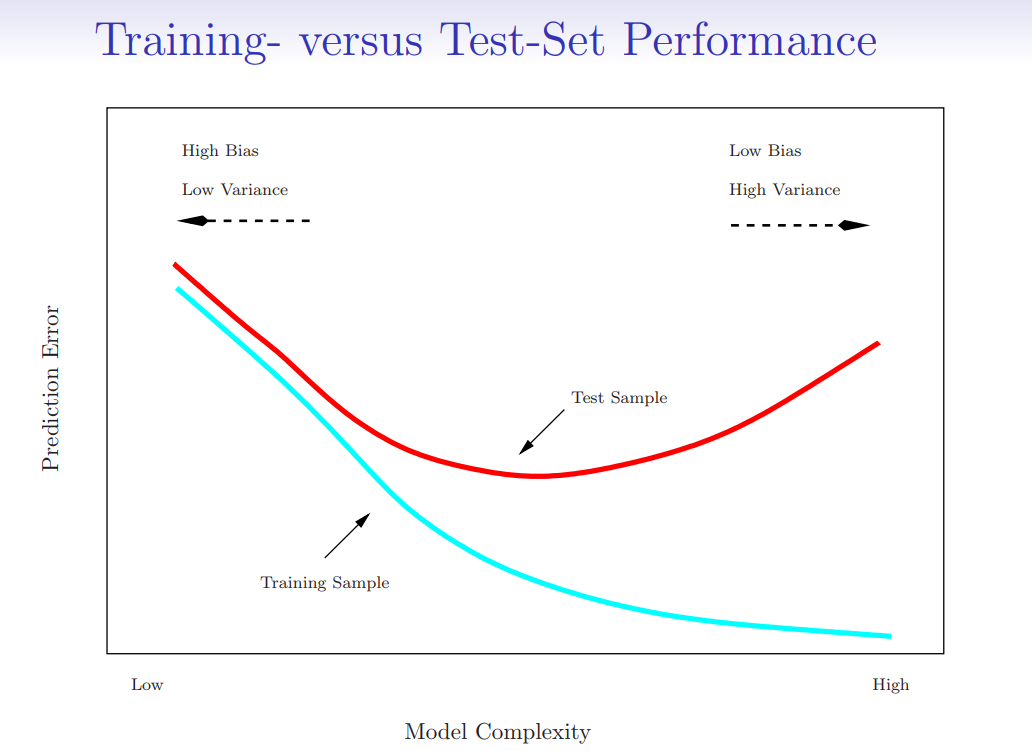 Training- versus Test-Set Performance
High Bias
Low Variance
Low Bias
High Variance
Prediction Error
Test Sample
Training Sample
Low
High
Model Complexity